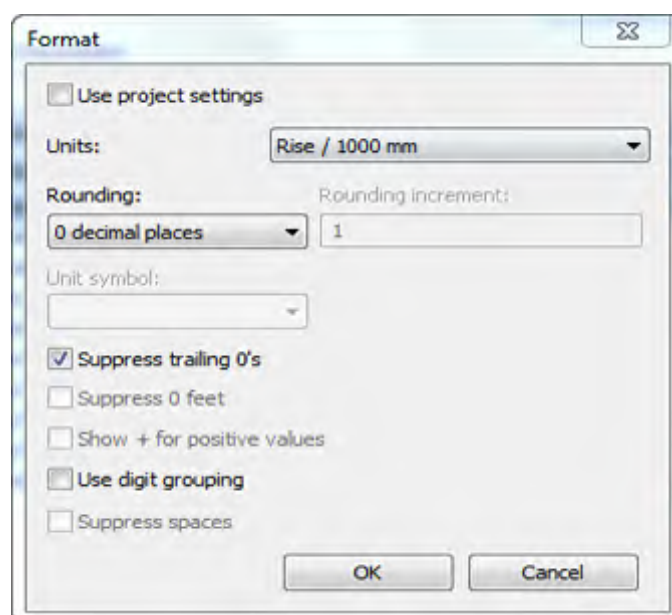 Format
Use project settings
Units: Rise / 1000 mm
Rounding: Rounding increment:
0 decimal places 1
Unit symbol:
Suppress trailing 0's
Suppress 0 feet
Show + for positive values
Use digit grouping
Suppress spaces
OK Cancel